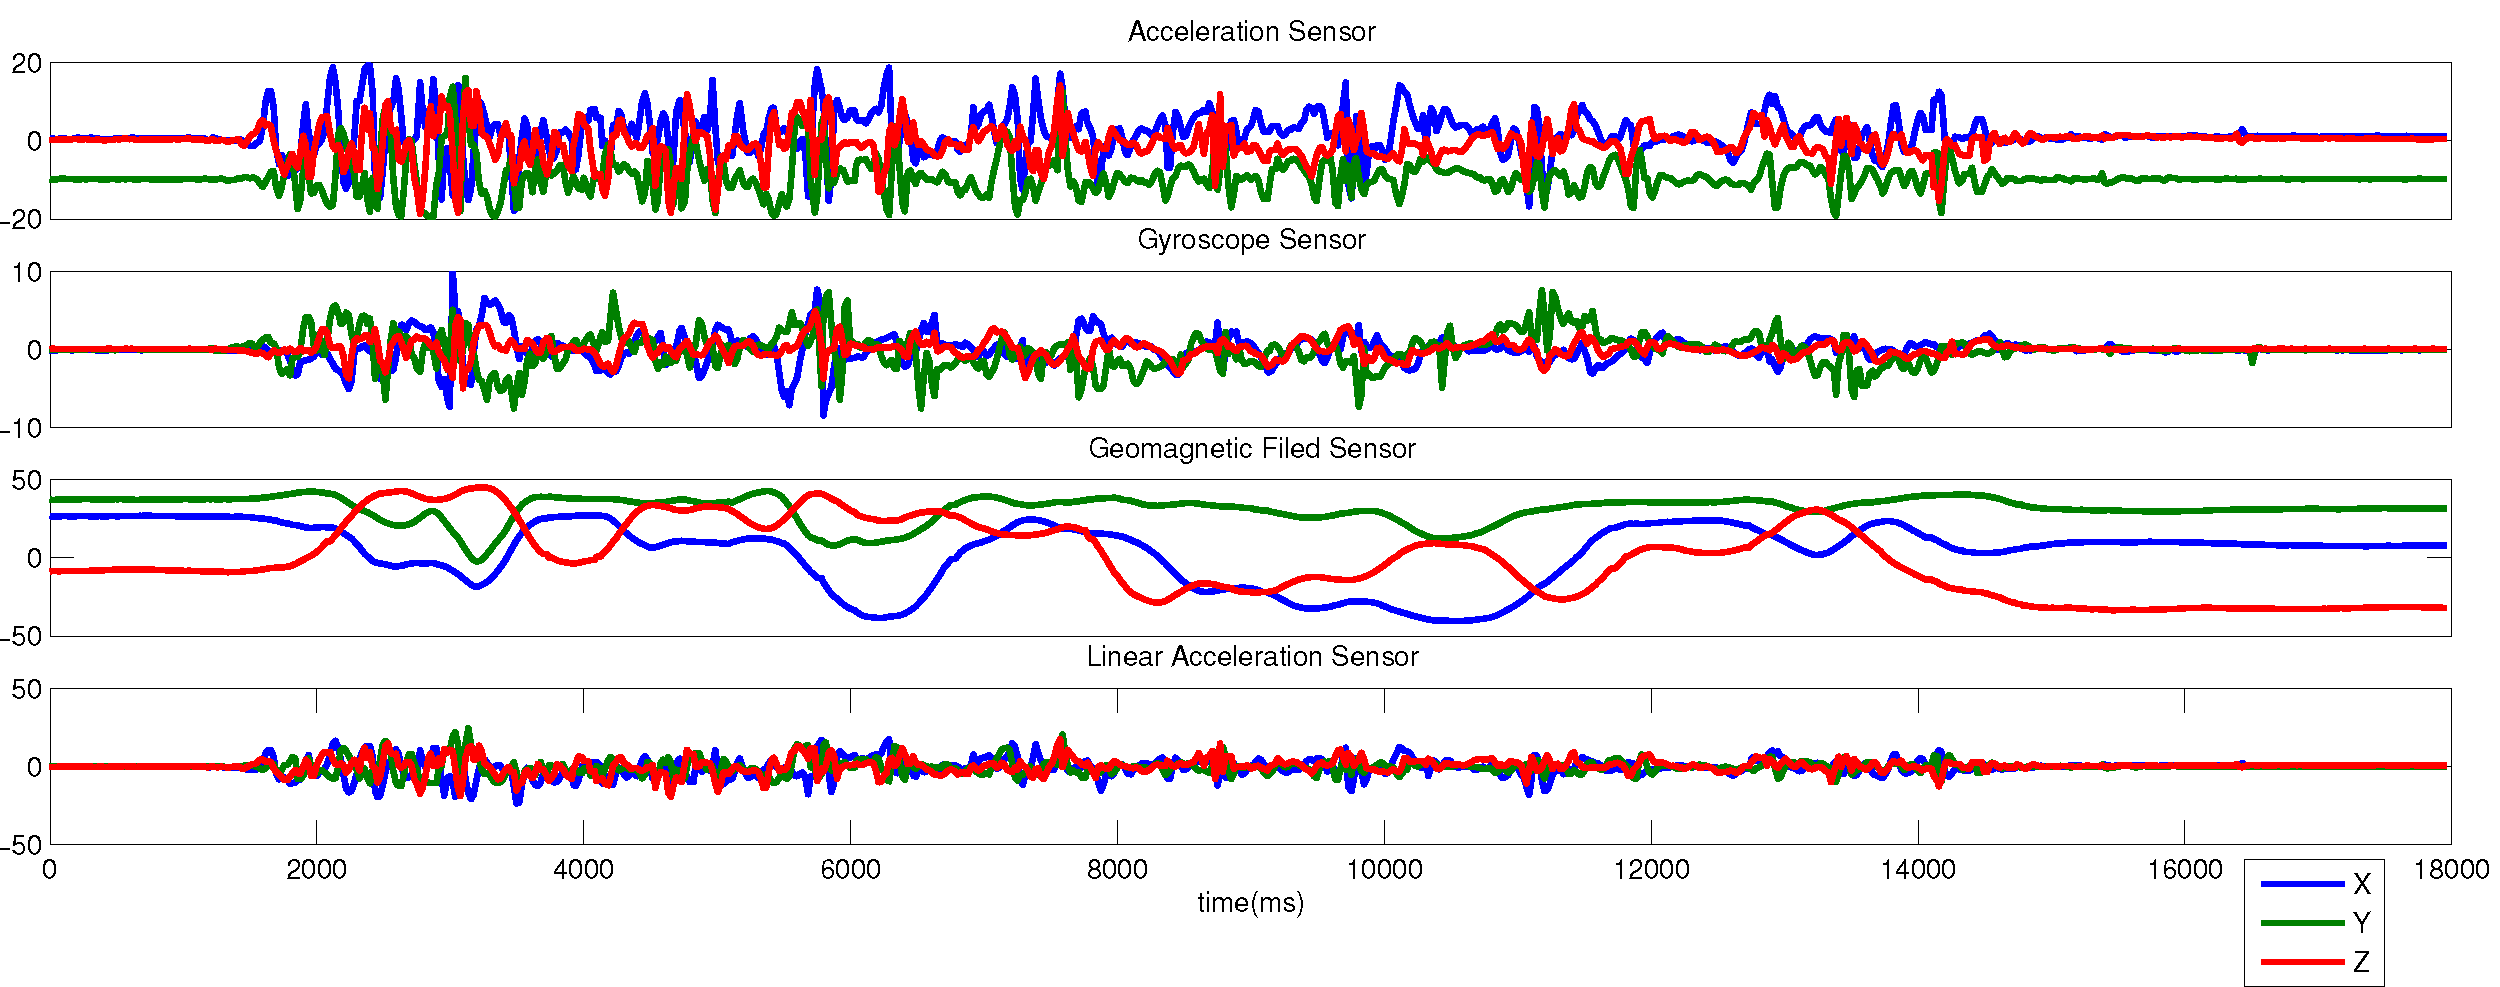 Acceleration Sensor
20
0
−20
Gyroscope Sensor
10
0
−10
Geomagnetic Filed Sensor
50
0
−50
Linear Acceleration Sensor
50
0
−50
0 2000 4000 6000 8000 10000 12000 14000 16000 18000
time(ms)
X
Y
Z